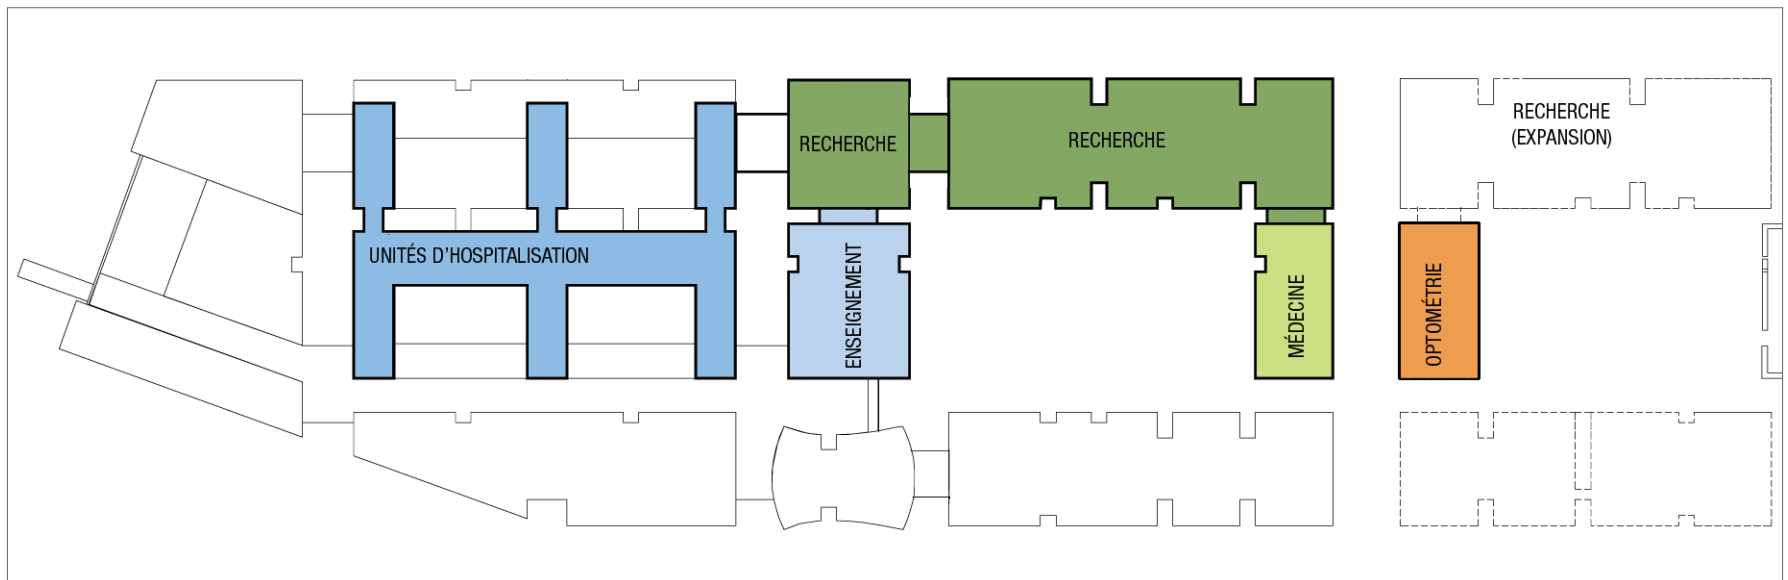 UNITÉS D'HOSPITALISATION
RECHERCHE
ENSEIGNEMENT
RECHERCHE
MÉDECINE
RECHERCHE
(EXPANSION)
OPTOMÉTRIE